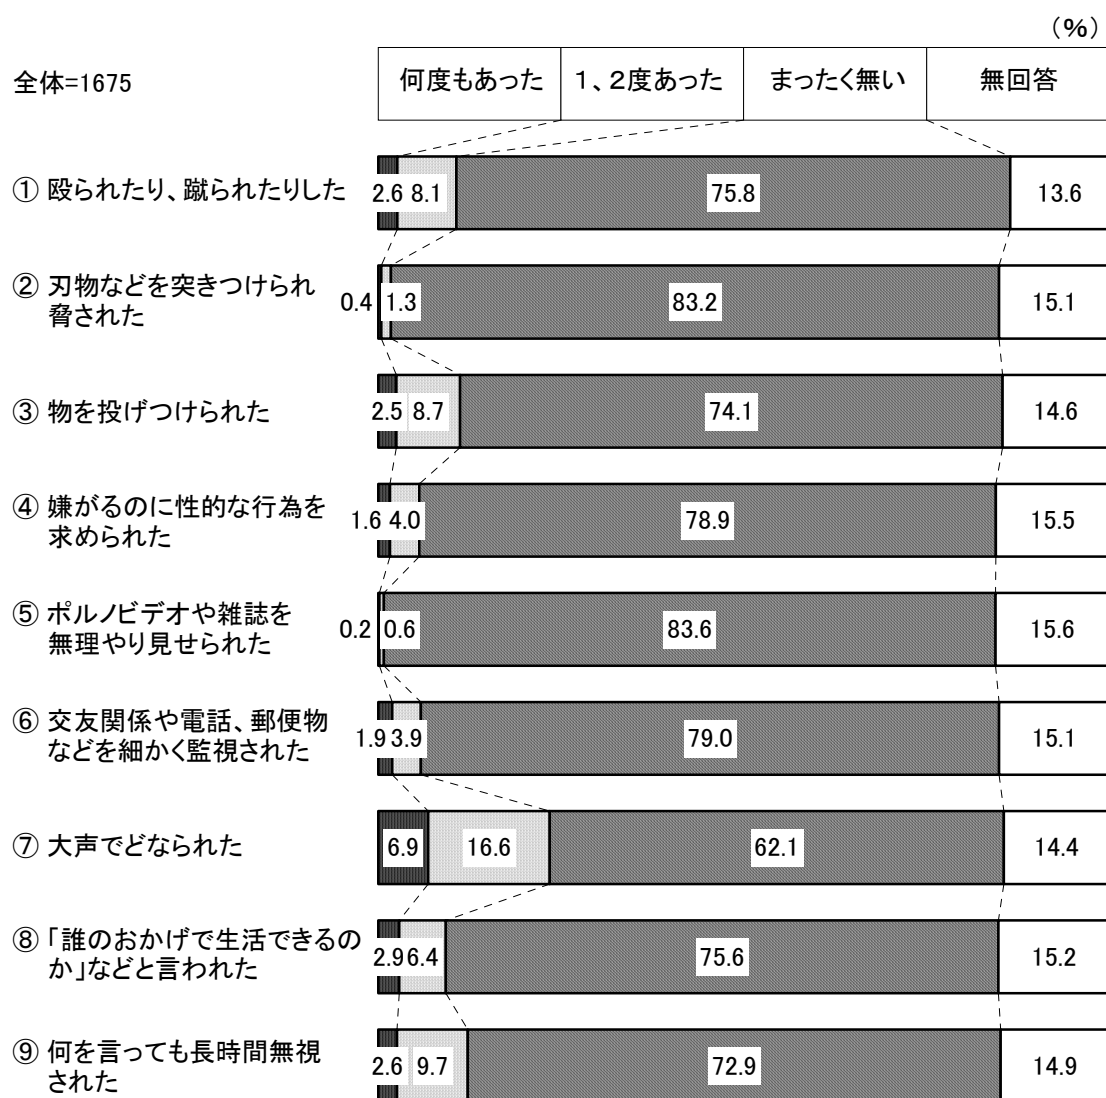 （％）
全体=1675
何度もあった １、２度あった まったく無い 無回答
① 殴られたり、蹴られたりした
2.6 8.1 75.8 13.6
② 刃物などを突きつけられ
脅された
0.4 1.3 83.2 15.1
③ 物を投げつけられた
2.5 8.7 74.1 14.6
④ 嫌がるのに性的な行為を
求められた
1.6 4.0 78.9 15.5
⑤ ポルノビデオや雑誌を
無理やり見せられた
0.2 0.6 83.6 15.6
⑥ 交友関係や電話、郵便物
などを細かく監視された
1.9 3.9 79.0 15.1
⑦ 大声でどなられた
6.9 16.6 62.1 14.4
⑧ 「誰のおかげで生活できるの
か」などと言われた
2.9 6.4 75.6 15.2
⑨ 何を言っても長時間無視
された
2.6 9.7 72.9 14.9